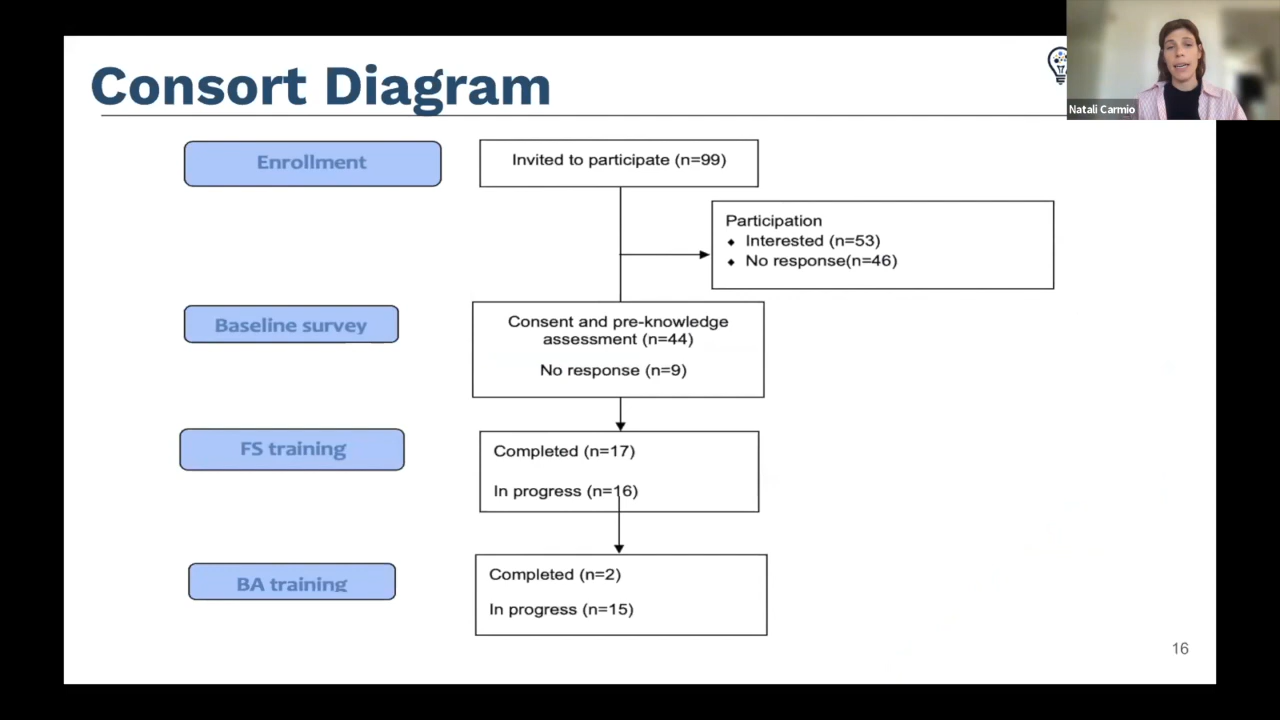 Consort Diagram
Natali Carmio
Enrollment
Invited to participate (n=99)
Participation
Interested (n=53)
No response(n=46)
Baseline survey
Consent and pre-knowledge
assessment (n=44)
No response (n=9)
FS training
Completed (n=17)
In progress (n=16)
BA training
Completed (n=2)
In progress (n=15)
16